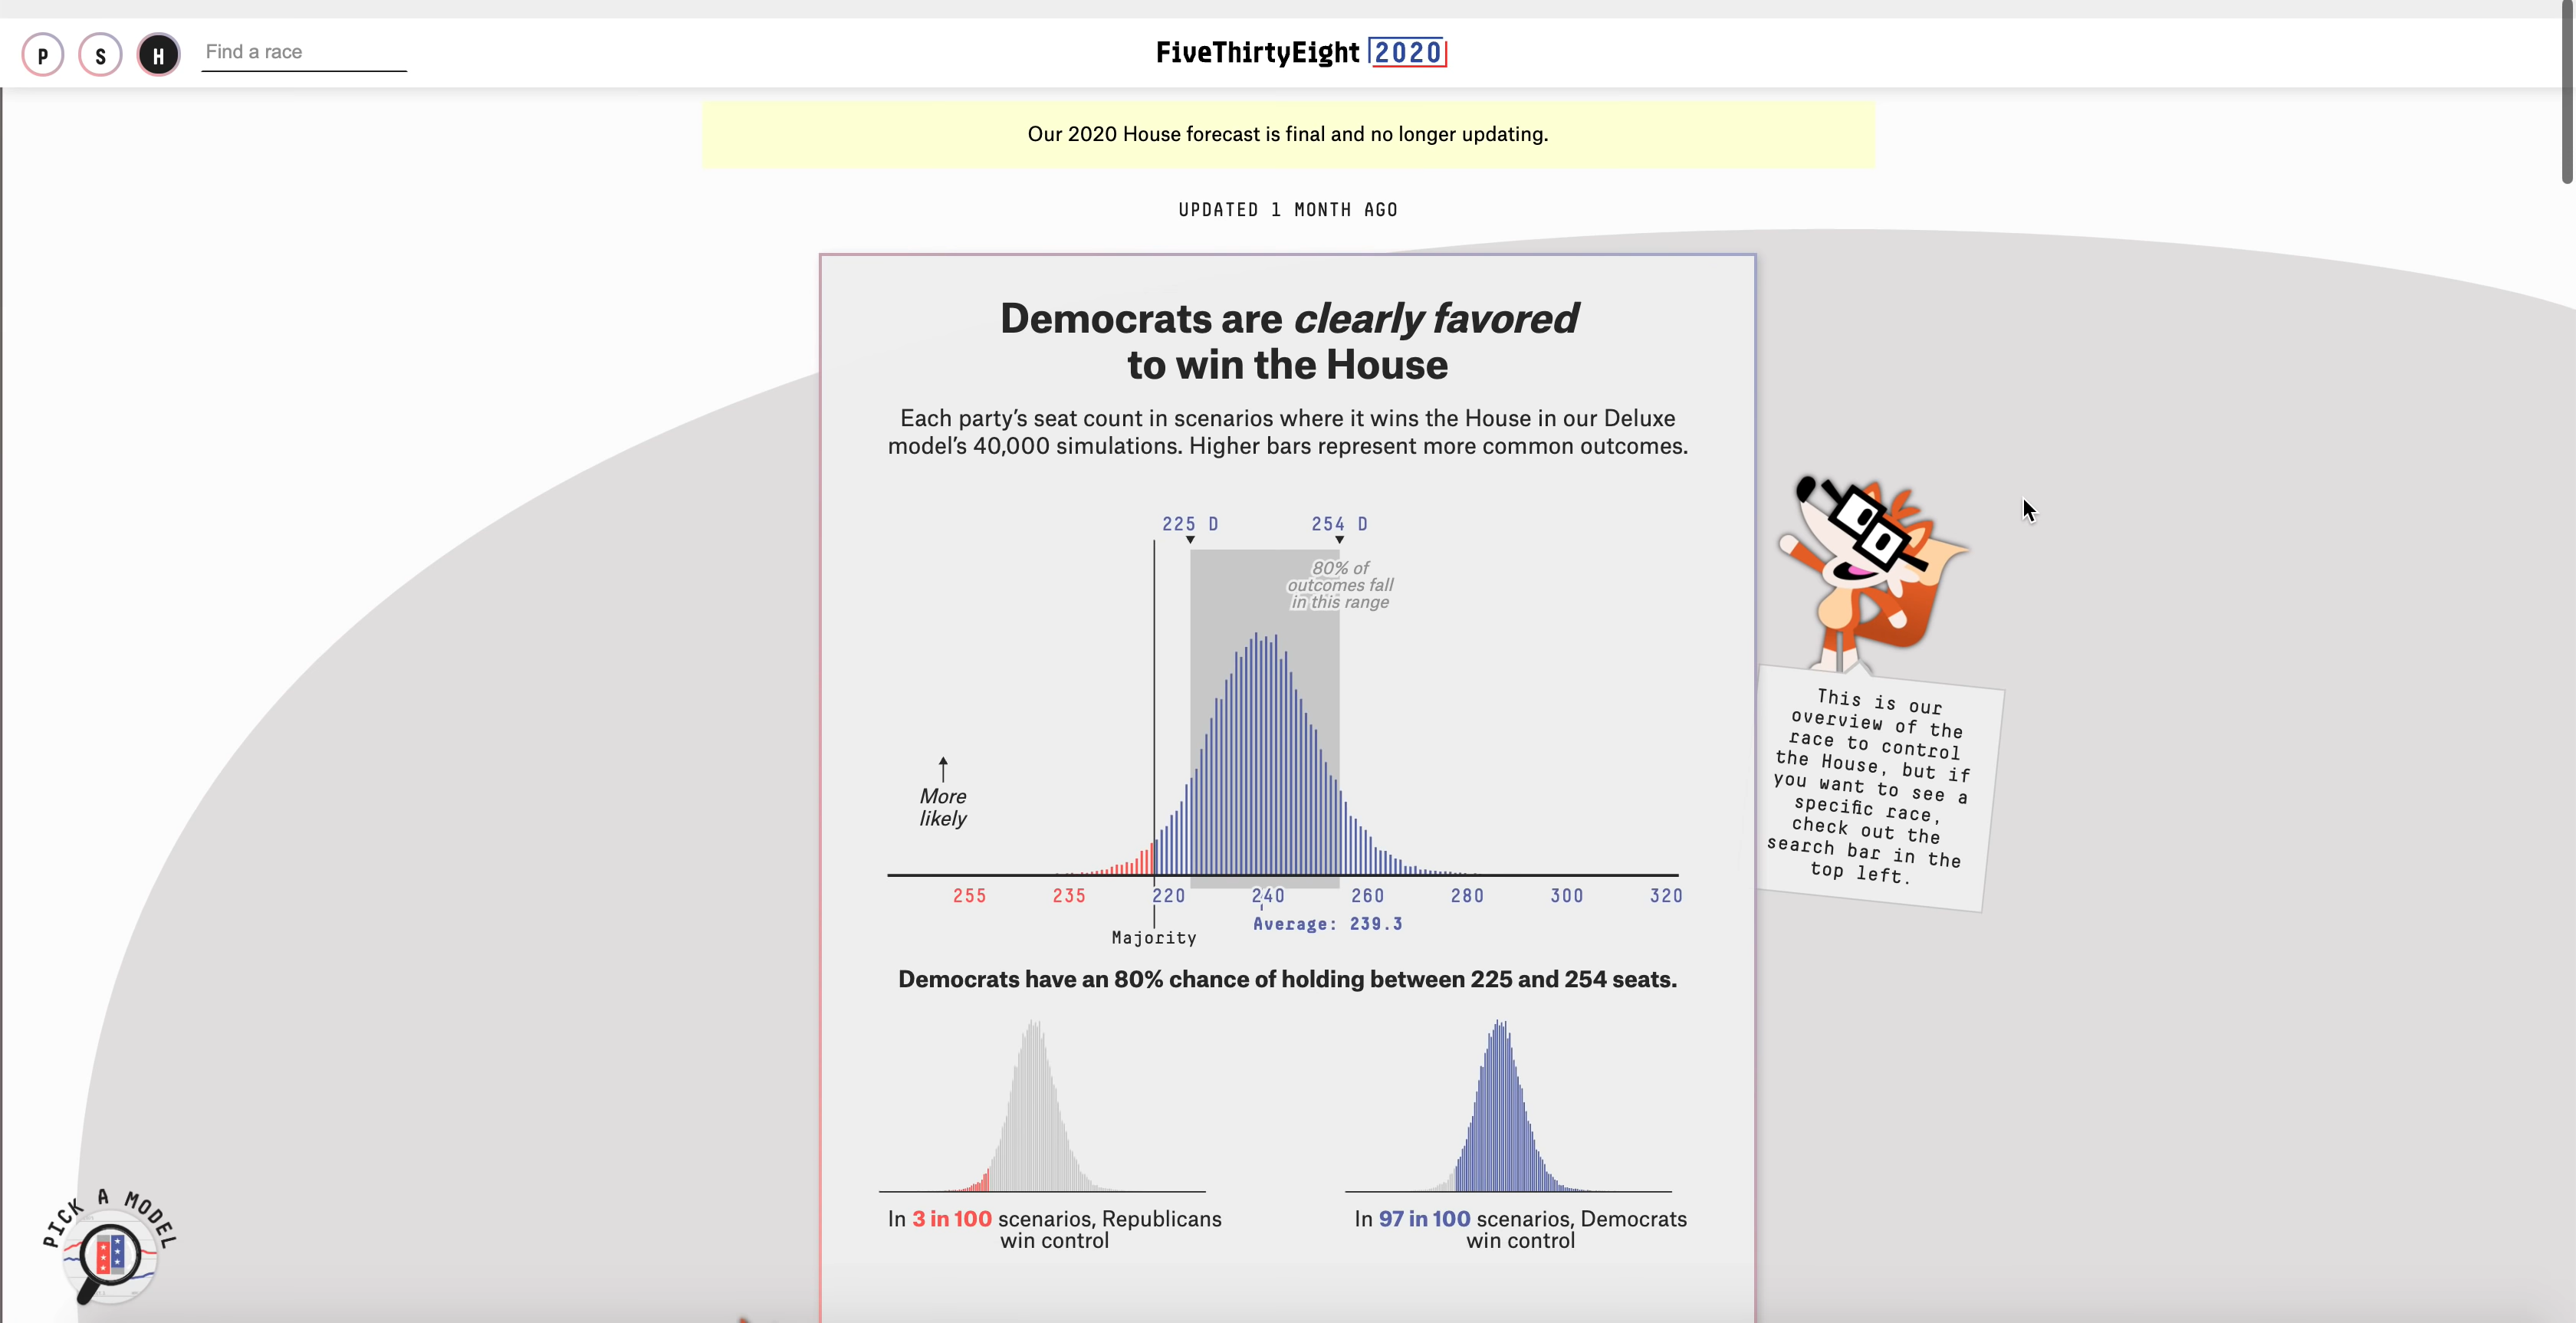 P S H Find a race
FiveThirtyEight 2020
Our 2020 House forecast is final and no longer updating.
UPDATED 1 MONTH AGO
Democrats are clearly favored
to win the House
Each party's seat count in scenarios where it wins the House in our Deluxe
model's 40,000 simulations. Higher bars represent more common outcomes.
225 D 254 D
80% of
outcomes fall
in this range
More
likely
255 235 220 240 260 280 300 320
Average: 239.3
Majority
Democrats have an 80% chance of holding between 225 and 254 seats.
In 3 in 100 scenarios, Republicans
win control
In 97 in 100 scenarios, Democrats
win control
This is our
overview of the
race to control
the House, but if
you want to see a
specific race,
check out the
search bar in the
top left.
PICK A MODEL